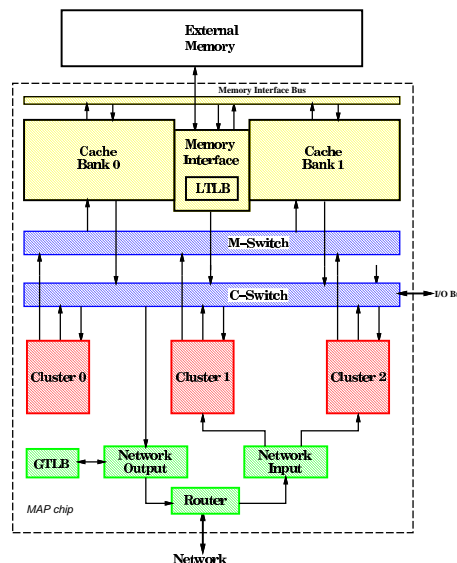 External
Memory
Memory Interface Bus
Cache
Bank 0
Memory
Interface
LTLB
Cache
Bank 1
M-Switch
C-Switch
I/O B
Cluster 0
Cluster 1
Cluster 2
GTLB
Network
Output
Network
Input
Router
MAP chip
Network